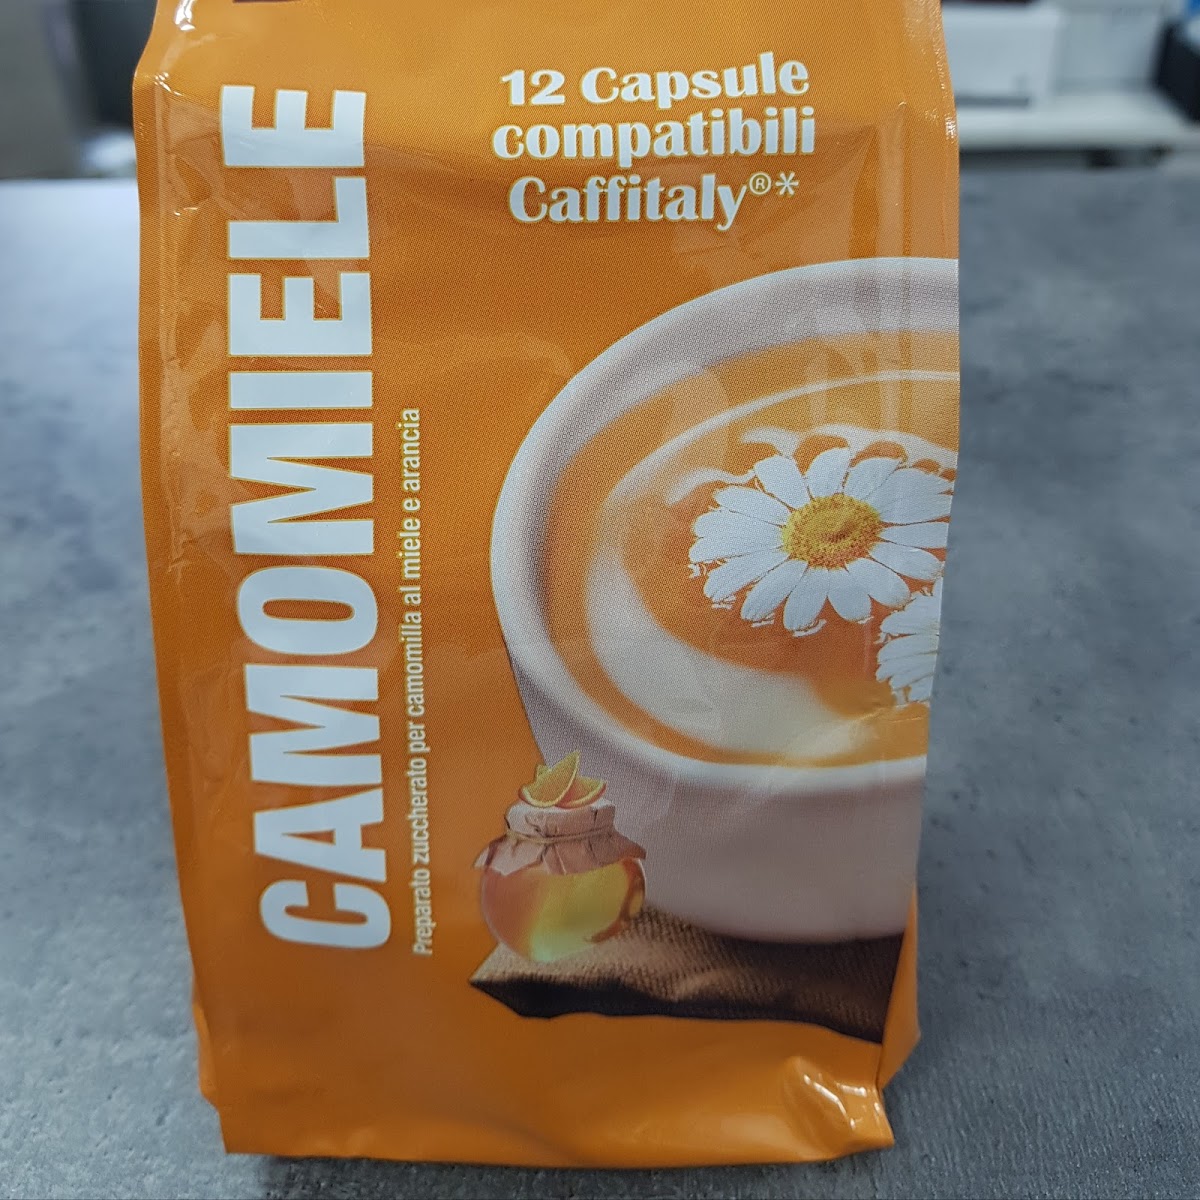 12 Capsule
compatibili
Caffitaly®*
CAMOMIELE
Preparato zuccherato per camomilla al miele e arancia